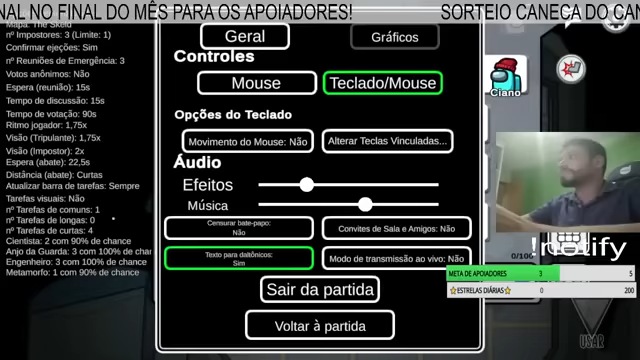 NAL NO FINAL DO MÊS PARA OS APOIADORES!
SORTEIO CANECA DO CAN
Mapa: The Skeld
nº Impostores: 3 (Limite: 1)
Confirmar ejeções: Sim
nº Reuniões de Emergência: 3
Votos anônimos: Não
Espera (reunião): 15s
Tempo de discussão: 15s
Tempo de votação: 90s
Ritmo jogador: 1,75x
Visão (Tripulante): 1,75x
Visão (Impostor): 2x
Espera (abate): 22,5s
Distância (abate): Curtas
Atualizar barra de tarefas: Sempre
Tarefas visuais: Não
nº Tarefas de comuns: 1
nº Tarefas de longas: 0
nº Tarefas de curtas: 4
Cientista: 2 com 90% de chance
Anjo da Guarda: 3 com 100% de chan
Engenheiro: 3 com 100% de chance
Metamorfo: 1 com 90% de chance
Geral
Gráficos
Controles
Mouse
Teclado/Mouse
Opções do Teclado
Movimento do Mouse: Não
Alterar Teclas Vinculadas...
Áudio
Efeitos
Música
Censurar bate-papo:
Não
Convites de Sala e Amigos: Não
Texto para daltônicos:
Sim
Modo de transmissão ao vivo: Não
Sair da partida
Voltar à partida
Ciano
!notify
0/100
META DE APOIADORES 3 5
ESTRELAS DIÁRIAS 0 200
USAR